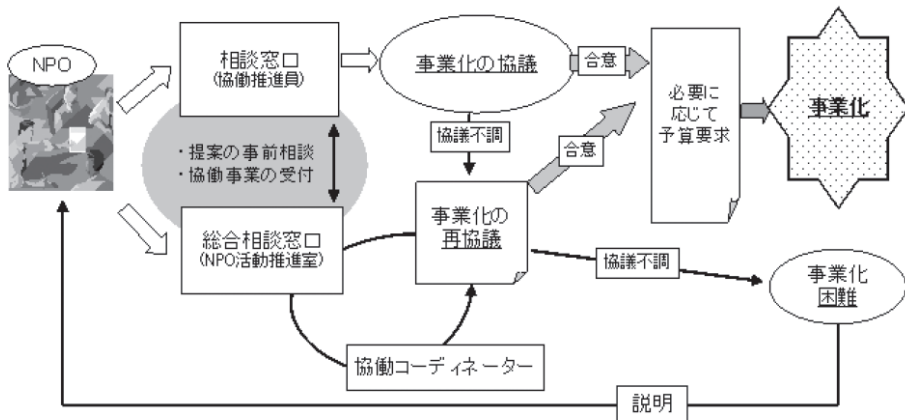 NPO
相談窓口
(協働推進員)
事業化の協議
合意
必要に
応じて
予算要求
事業化
・提案の事前相談
・協働事業の受付
協議不調
合意
総合相談窓口
(NPO活動推進室)
事業化の
再協議
協議不調
事業化
困難
協働コーディネーター
説明